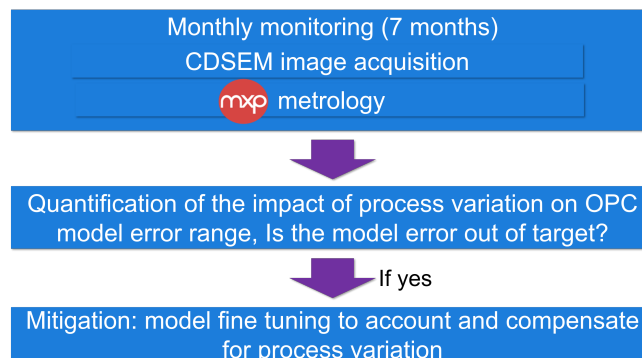 Monthly monitoring (7 months)
CDSEM image acquisition
mxp metrology
Quantification of the impact of process variation on OPC
model error range, Is the model error out of target?
If yes
Mitigation: model fine tuning to account and compensate
for process variation